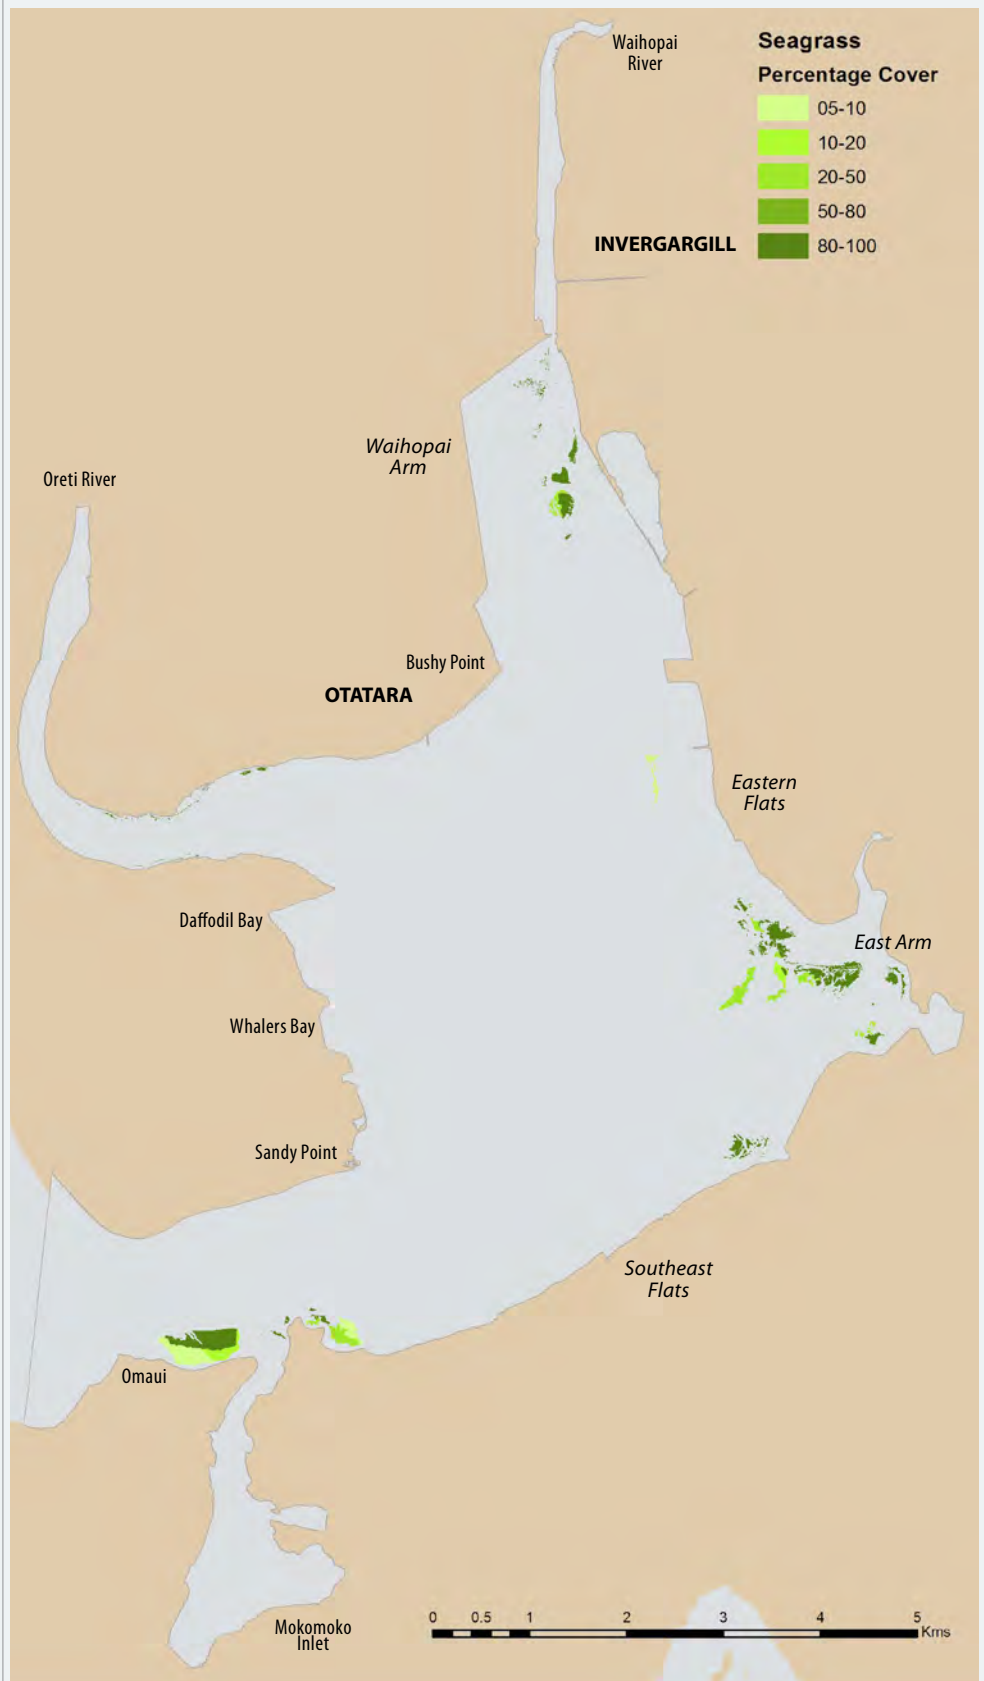 Waihopai
River
Seagrass
Percentage Cover
05-10
10-20
20-50
50-80
80-100
INVERGARGILL
Waihopai
Arm
Oreti River
Bushy Point
OTATARA
Eastern
Flats
Daffodil Bay
East Arm
Whalers Bay
Sandy Point
Southeast
Flats
Omaui
Mokomoko
Inlet
0 0.5 1 2 3 4 5
Kms